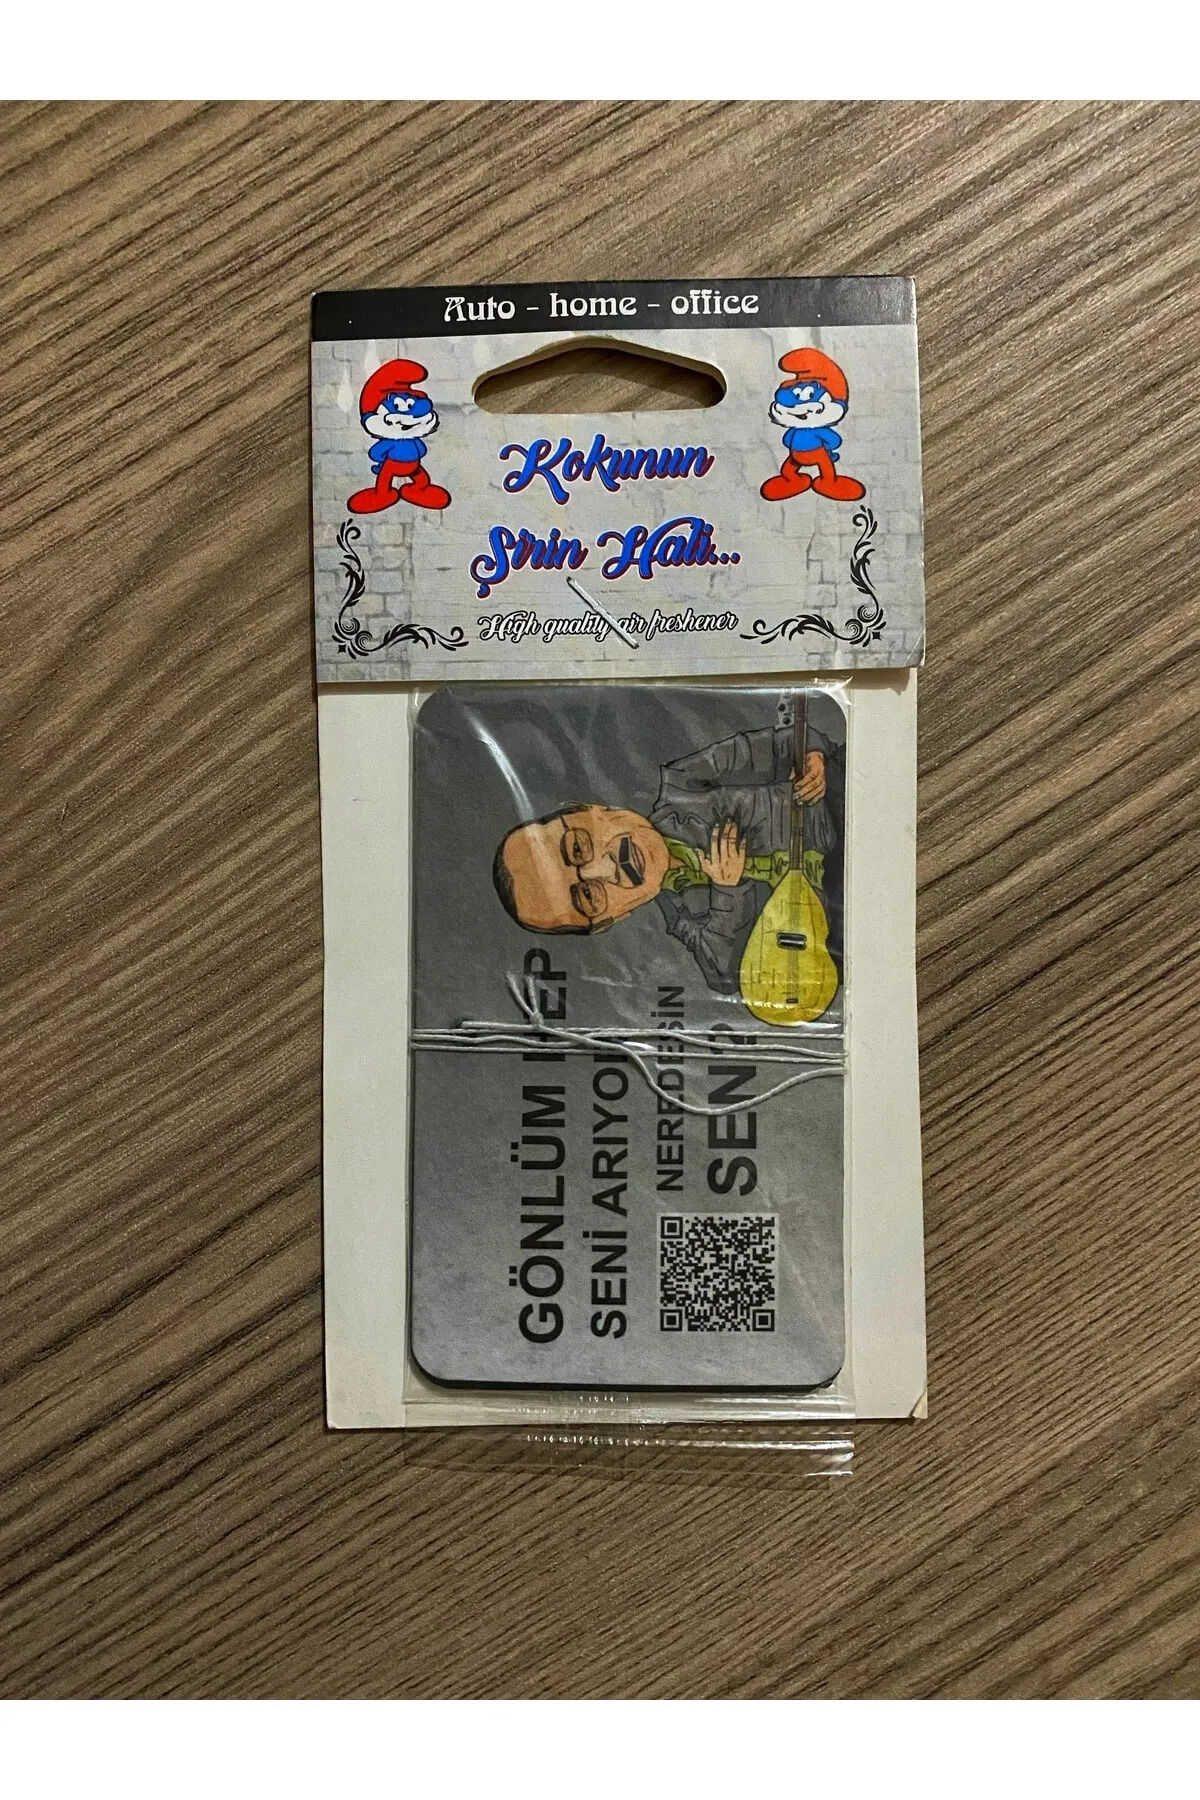 Auto - home - office
Kokunun
Şirin Hali...
High quality air freshener
GÖNLÜM HEP
SENİ ARIYOR
NEREDESİN
SEN?